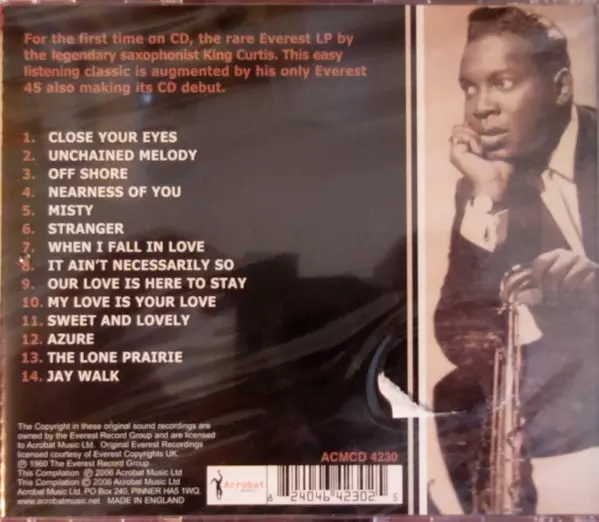 For the first time on CD, the rare Everest LP by
the legendary saxophonist King Curtis. This easy
listening classic is augmented by his only Everest
45 also making its CD debut.
1. CLOSE YOUR EYES
2. UNCHAINED MELODY
3. OFF SHORE
4. NEARNESS OF YOU
5. MISTY
6. STRANGER
7. WHEN I FALL IN LOVE
8. IT AIN'T NECESSARILY SO
9. OUR LOVE IS HERE TO STAY
10. MY LOVE IS YOUR LOVE
11. SWEET AND LOVELY
12. AZURE
13. THE LONE PRAIRIE
14. JAY WALK
The Copyright in these original sound recordings are
owned by the Everest Record Group and are licensed
to Acrobat Music Ltd. Original Everest Recordings
licensed courtesy of Everest Copyrights UK.
℗ 1960 The Everest Record Group
This Compilation ℗ 2006 Acrobat Music Ltd
This Compilation © 2006 Acrobat Music Ltd
Acrobat Music Ltd. PO Box 240, PINNER HA5 1WQ.
www.acrobatmusic.net MADE IN ENGLAND
Acrobat
ACMCD 4230
8 24046 42302 5